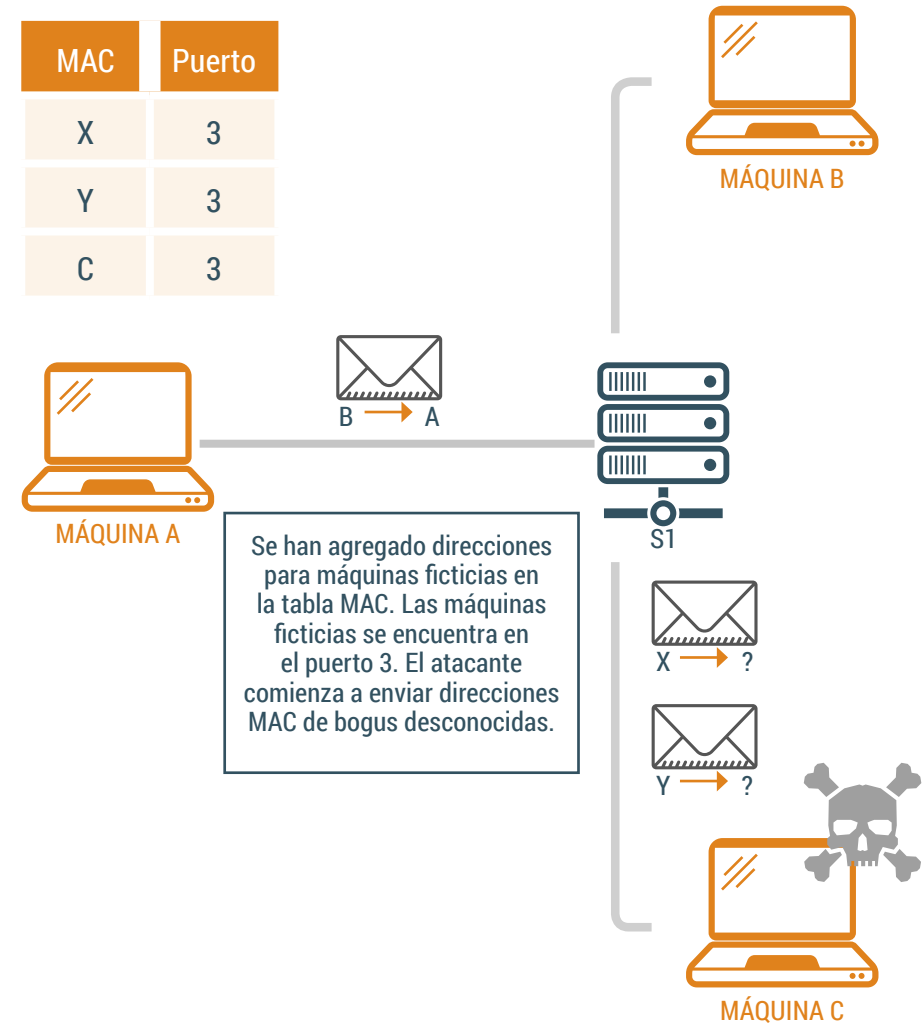 MAC Puerto
X 3
Y 3
C 3
MÁQUINA B
B A
MÁQUINA A
S1
Se han agregado direcciones
para máquinas ficticias en
la tabla MAC. Las máquinas
ficticias se encuentra en
el puerto 3. El atacante
comienza a enviar direcciones
MAC de bogus desconocidas.
X ?
Y ?
MÁQUINA C